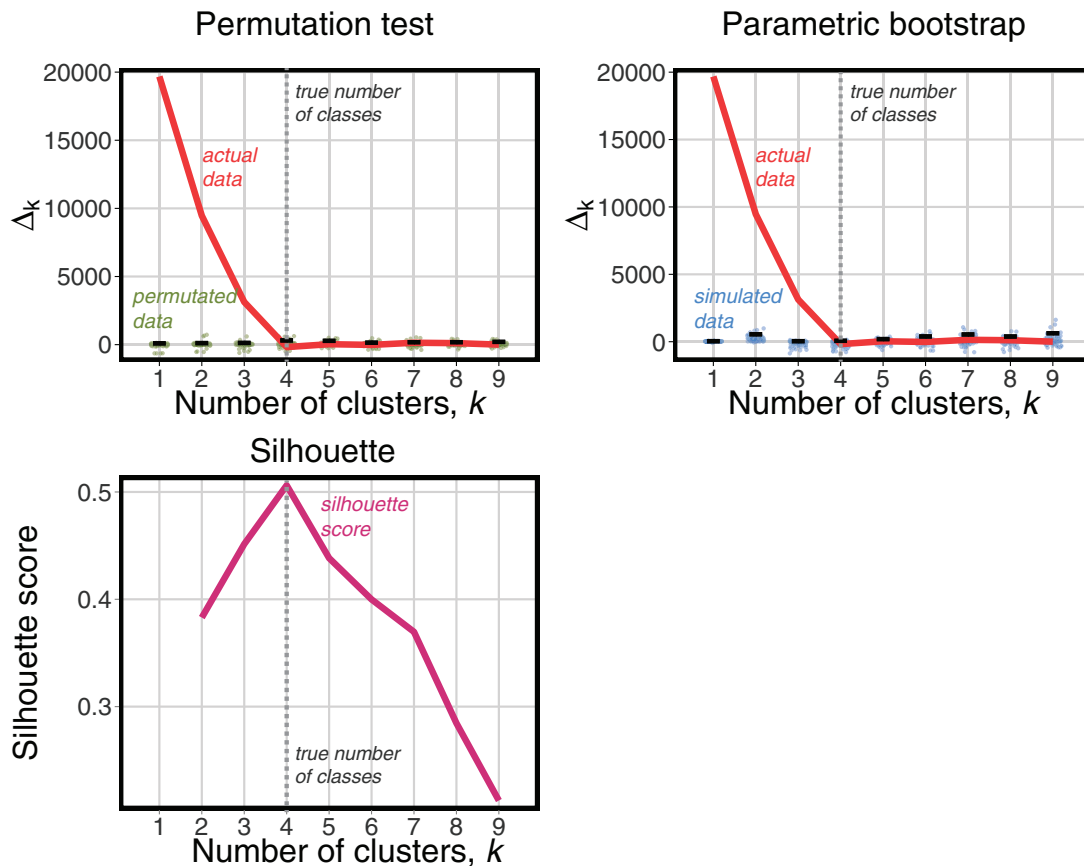 Permutation test
20000
15000
10000
5000
0
Δk
true number
of classes
actual
data
permutated
data
1 2 3 4 5 6 7 8 9
Number of clusters, k
Parametric bootstrap
20000
15000
10000
5000
0
Δk
true number
of classes
actual
data
simulated
data
1 2 3 4 5 6 7 8 9
Number of clusters, k
Silhouette
0.5
0.4
0.3
Silhouette score
silhouette
score
true number
of classes
1 2 3 4 5 6 7 8 9
Number of clusters, k